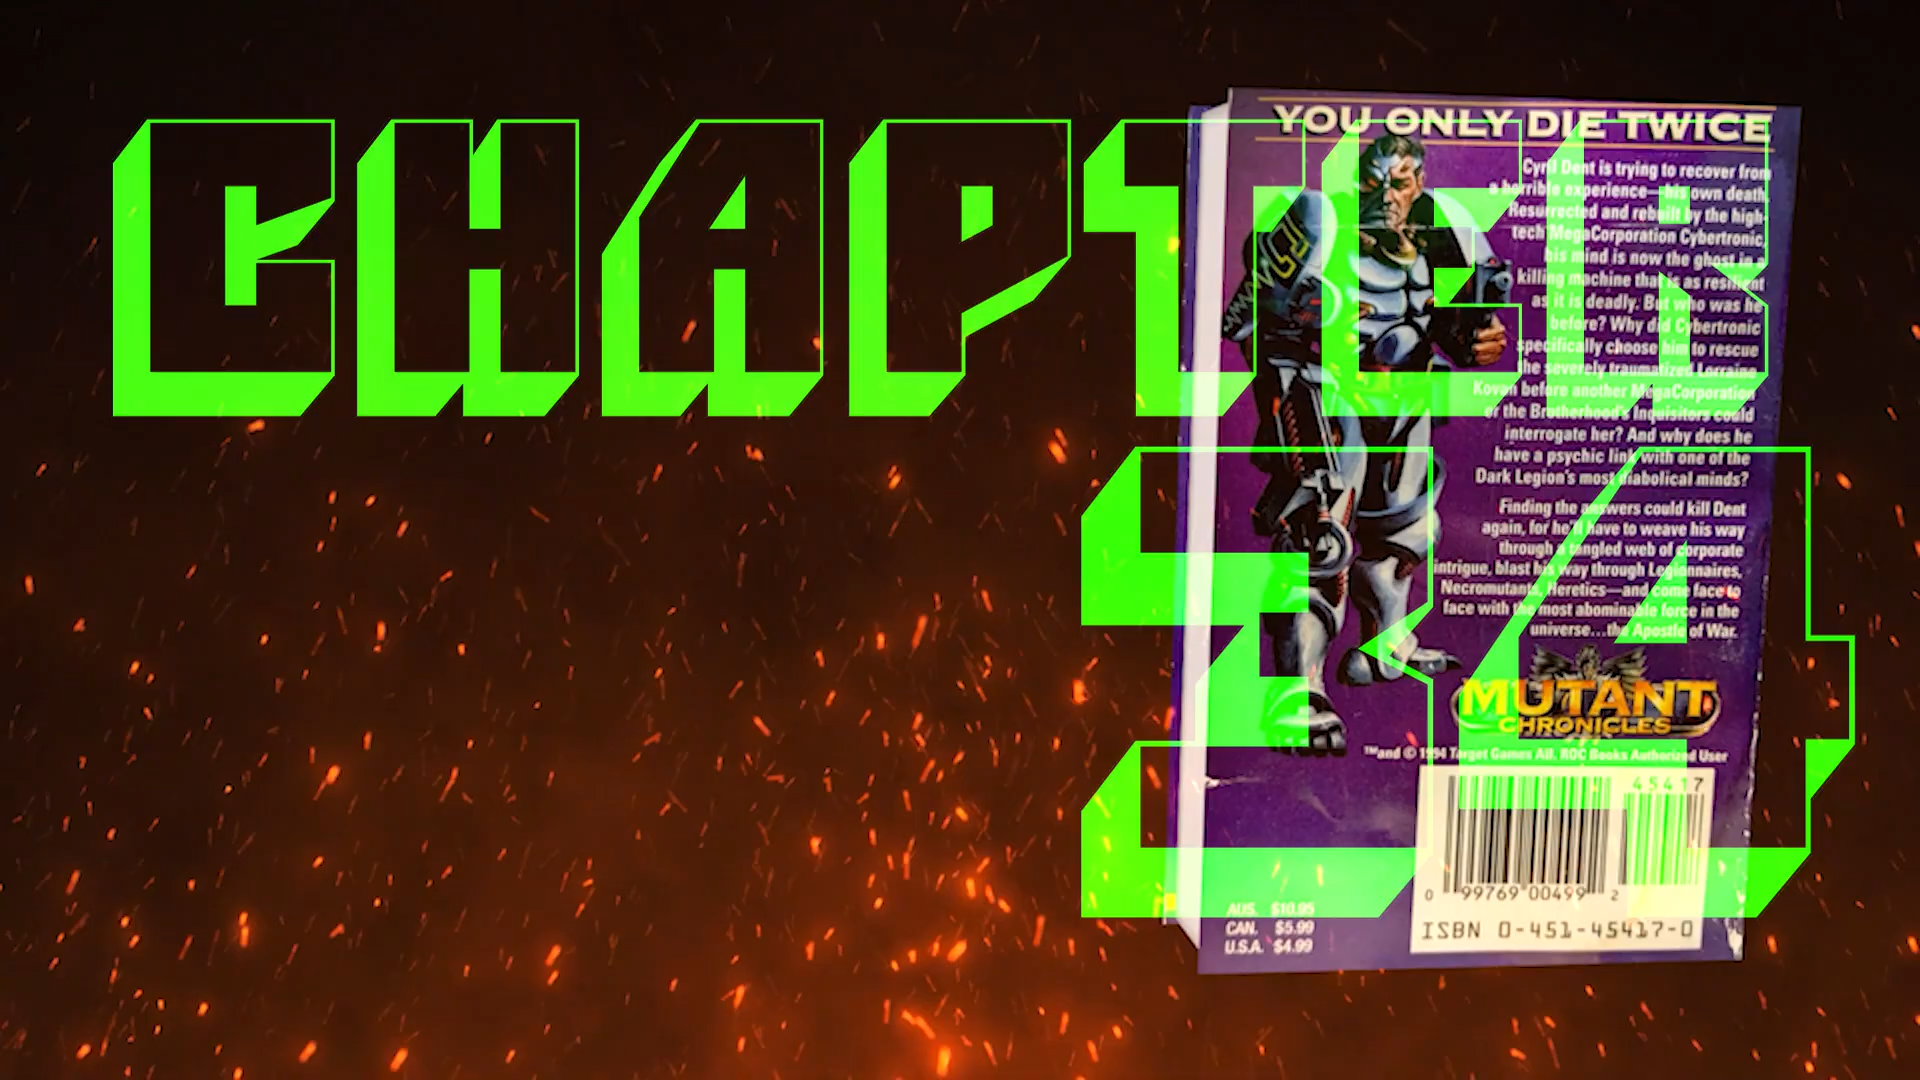 CHAPTER
34
YOU ONLY DIE TWICE
Cyril Dent is trying to recover from
a horrible experience—his own death.
Resurrected and rebuilt by the high-
tech MegaCorporation Cybertronic,
his mind is now the ghost in a
killing machine that is as resilient
as it is deadly. But who was he
before? Why did Cybertronic
specifically choose him to rescue
the severely traumatized Lorraine
Kovan before another MegaCorporation
or the Brotherhood's Inquisitors could
interrogate her? And why does he
have a psychic link with one of the
Dark Legion's most diabolical minds?
Finding the answers could kill Dent
again, for he'll have to weave his way
through a tangled web of corporate
intrigue, blast his way through Legionnaires,
Necromutants, Heretics—and come face to
face with the most abominable force in the
universe...the Apostle of War.
MUTANT
CHRONICLES
™and © 1994 Target Games AB. ROC Books Authorized User
45417
0 99769 00499 2
ISBN 0-451-45417-0
AUS. $10.95
CAN. $5.99
U.S.A. $4.99